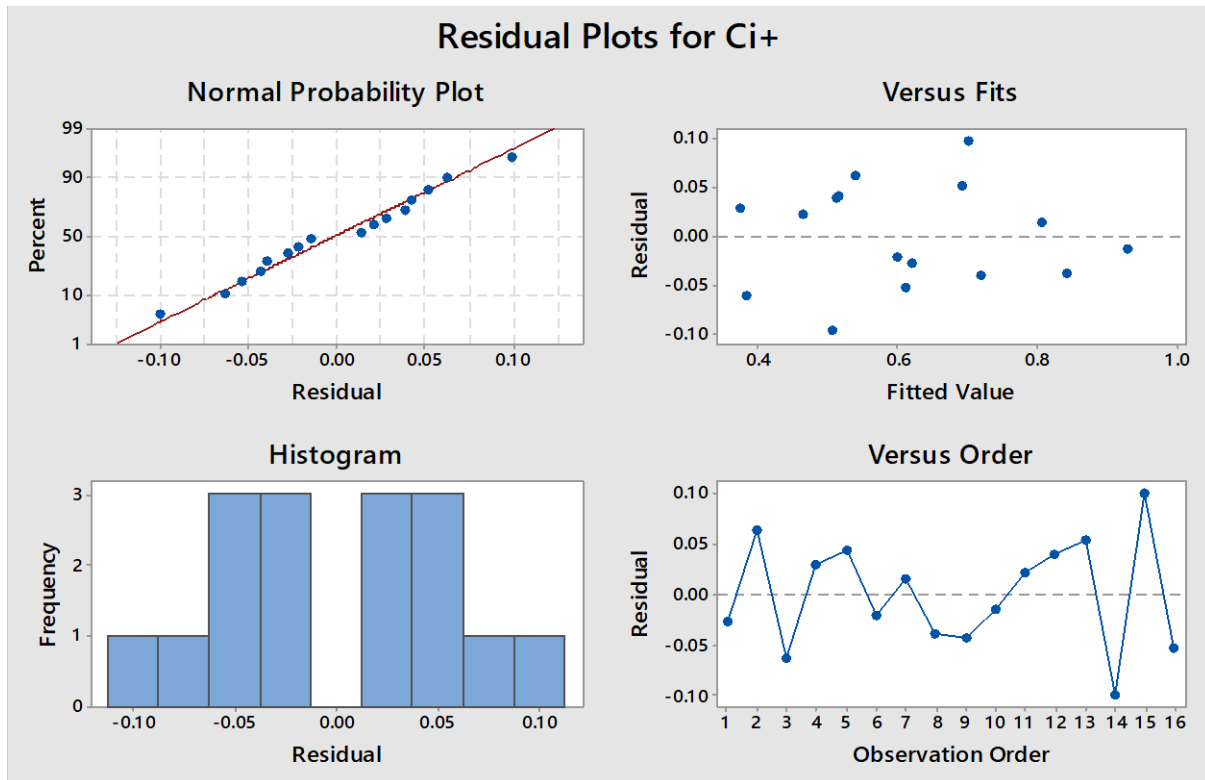 Residual Plots for Ci+
Normal Probability Plot
99
90
50
10
1
Percent
-0.10 -0.05 0.00 0.05 0.10
Residual
Versus Fits
0.10
0.05
0.00
-0.05
-0.10
Residual
0.4 0.6 0.8 1.0
Fitted Value
Histogram
3
2
1
0
Frequency
-0.10 -0.05 0.00 0.05 0.10
Residual
Versus Order
0.10
0.05
0.00
-0.05
-0.10
Residual
1 2 3 4 5 6 7 8 9 10 11 12 13 14 15 16
Observation Order